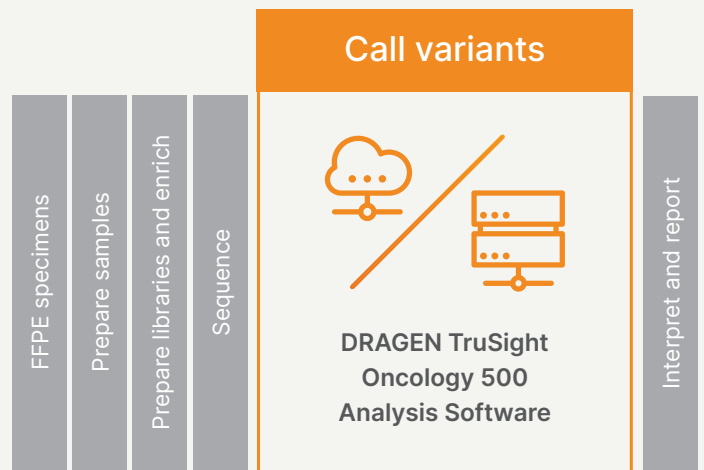 FFPE specimens
Prepare samples
Prepare libraries and enrich
Sequence
Call variants
DRAGEN TruSight
Oncology 500
Analysis Software
Interpret and report